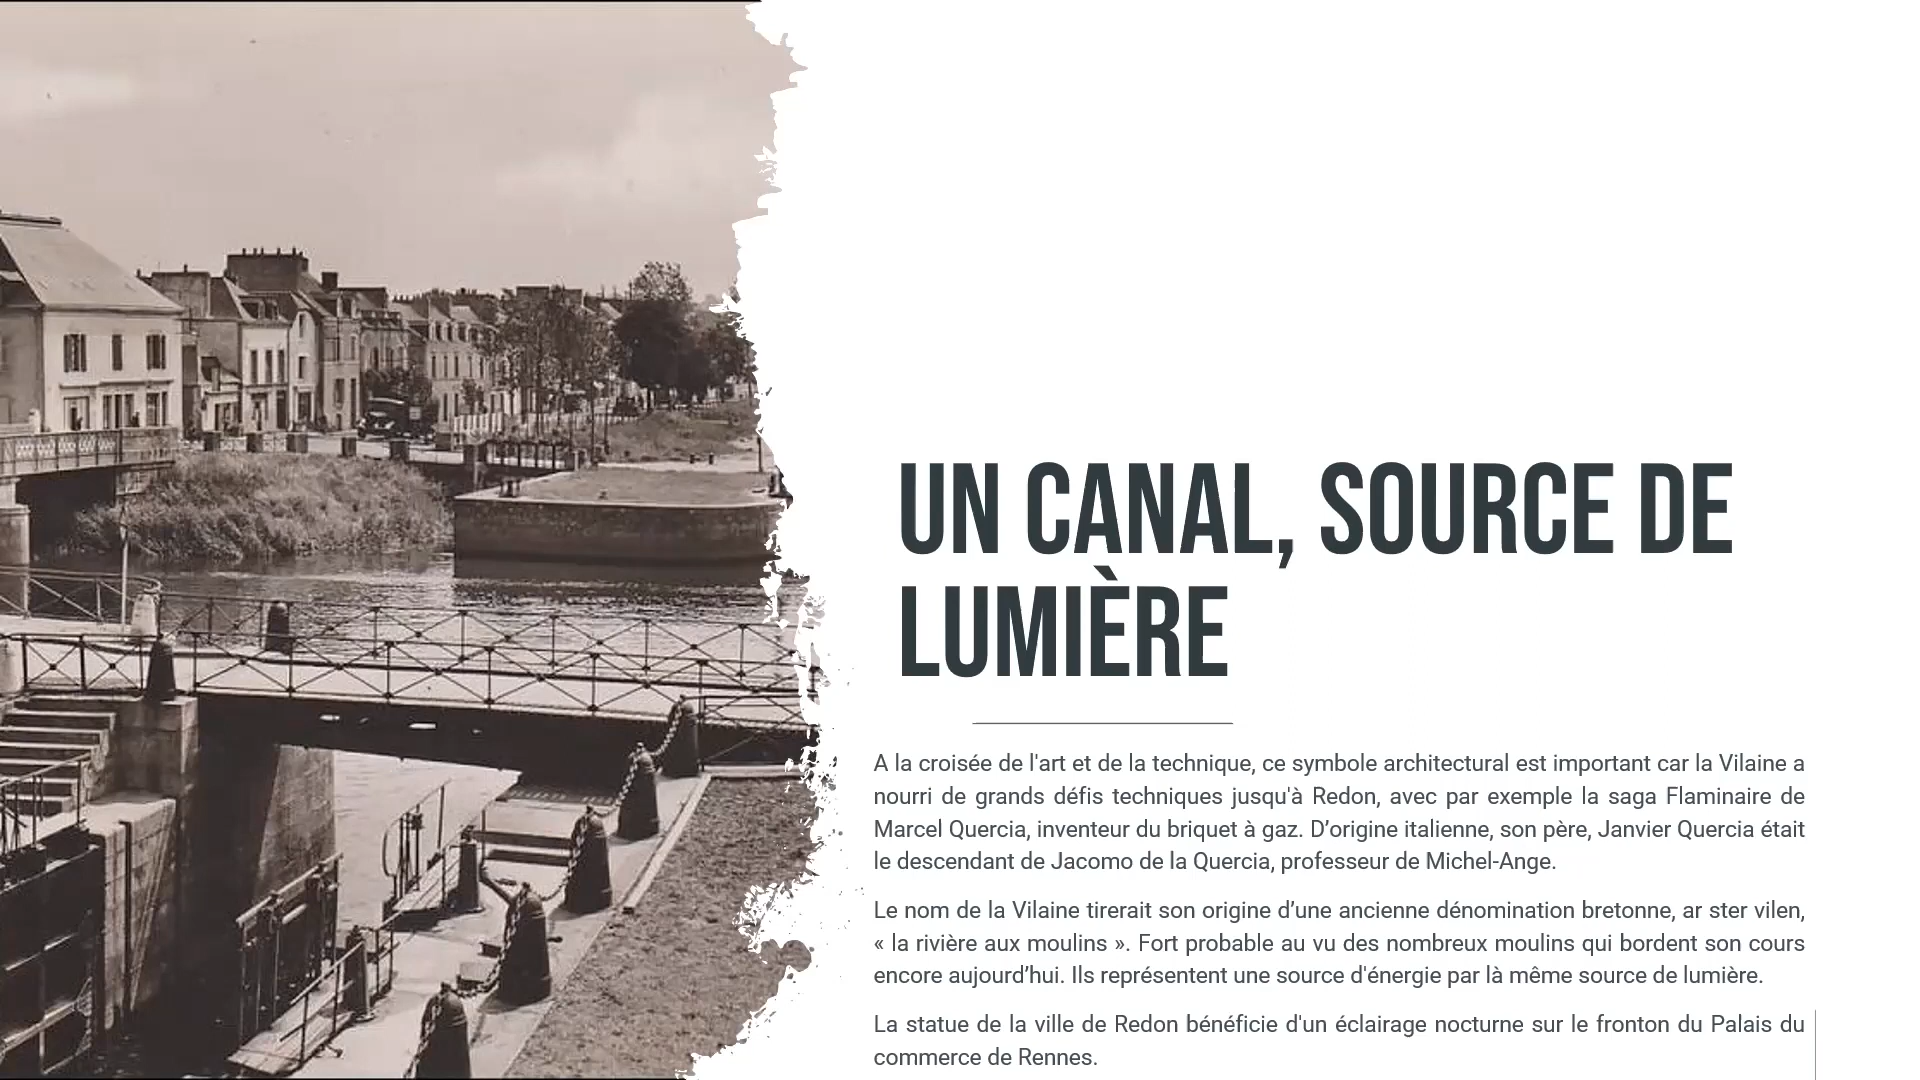 UN CANAL, SOURCE DE
LUMIÈRE
A la croisée de l'art et de la technique, ce symbole architectural est important car la Vilaine a
nourri de grands défis techniques jusqu'à Redon, avec par exemple la saga Flaminaire de
Marcel Quercia, inventeur du briquet à gaz. D’origine italienne, son père, Janvier Quercia était
le descendant de Jacomo de la Quercia, professeur de Michel-Ange.
Le nom de la Vilaine tirerait son origine d’une ancienne dénomination bretonne, ar ster vilen,
« la rivière aux moulins ». Fort probable au vu des nombreux moulins qui bordent son cours
encore aujourd’hui. Ils représentent une source d'énergie par là même source de lumière.
La statue de la ville de Redon bénéficie d'un éclairage nocturne sur le fronton du Palais du
commerce de Rennes.